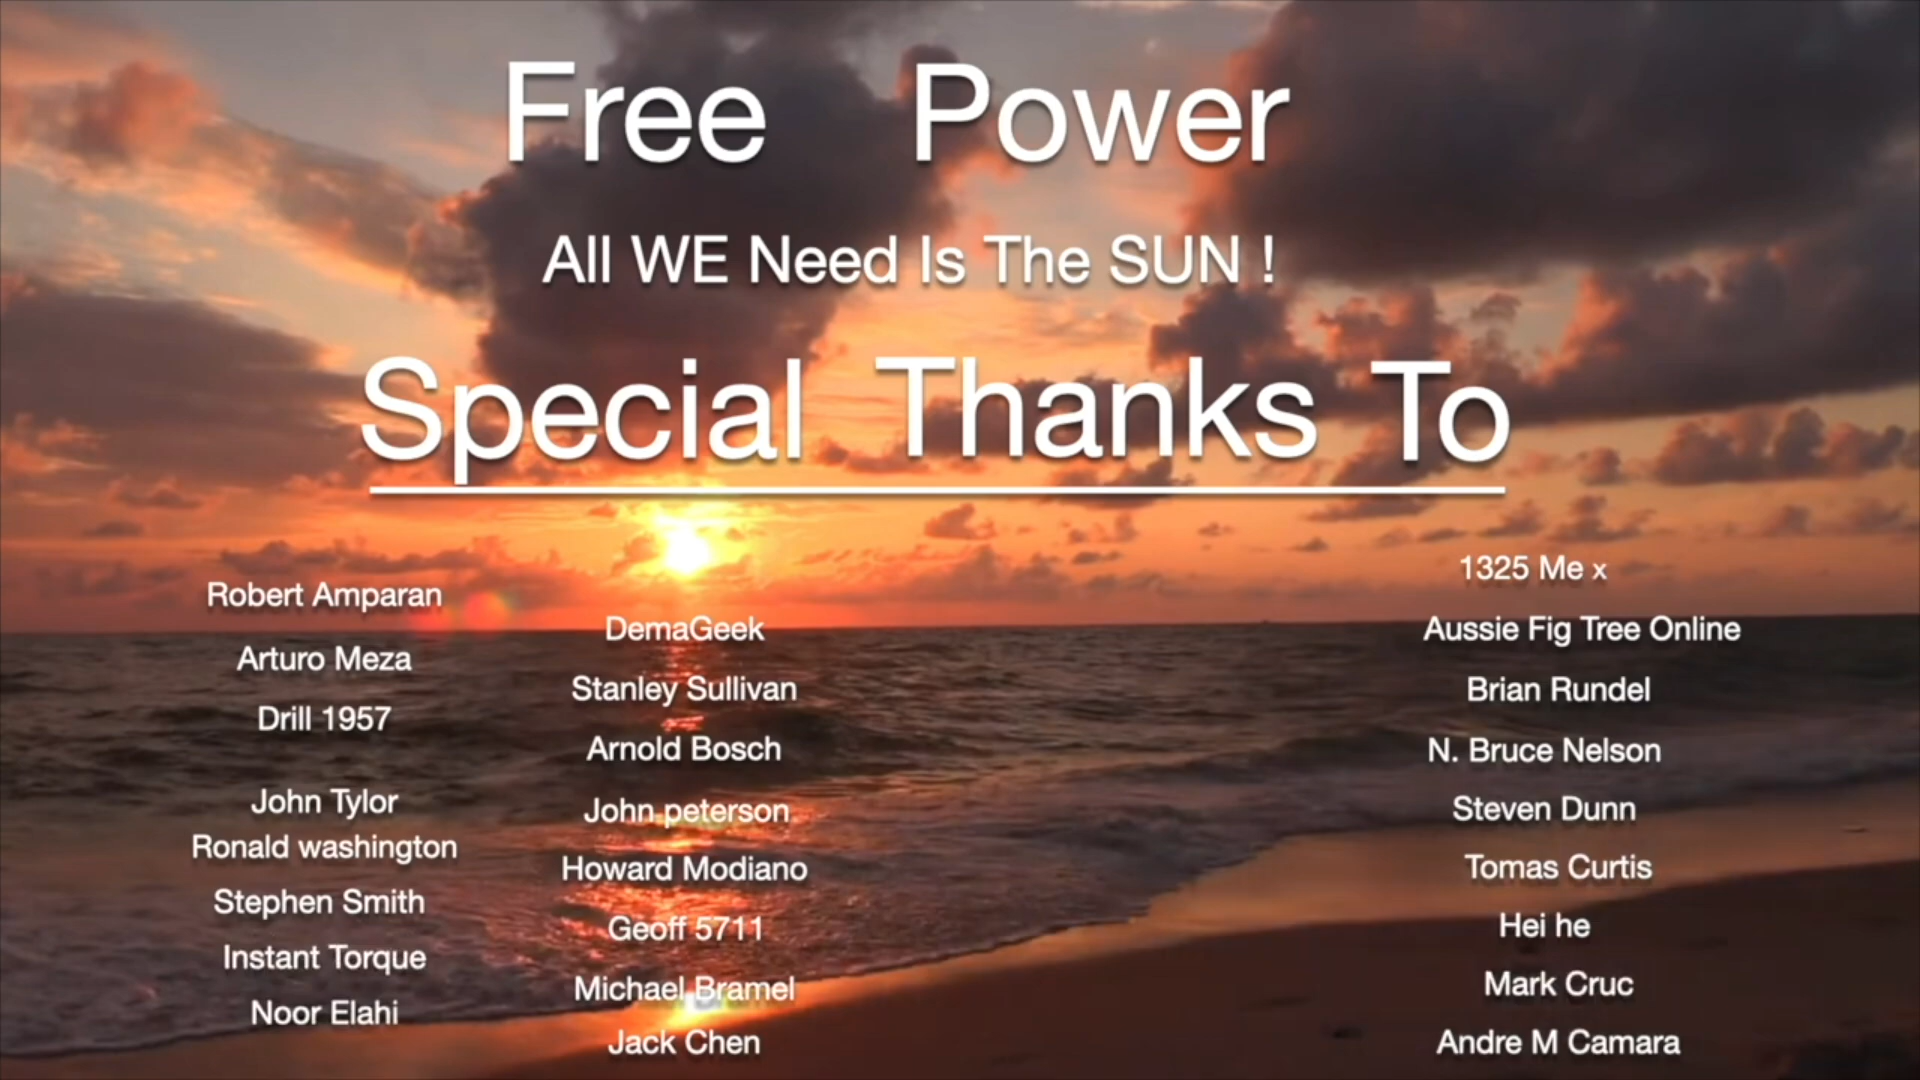 Free Power
All WE Need Is The SUN !
Special Thanks To
Robert Amparan
Arturo Meza
Drill 1957
John Tylor
Ronald washington
Stephen Smith
Instant Torque
Noor Elahi
DemaGeek
Stanley Sullivan
Arnold Bosch
John peterson
Howard Modiano
Geoff 5711
Michael Bramel
Jack Chen
1325 Me x
Aussie Fig Tree Online
Brian Rundel
N. Bruce Nelson
Steven Dunn
Tomas Curtis
Hei he
Mark Cruc
Andre M Camara